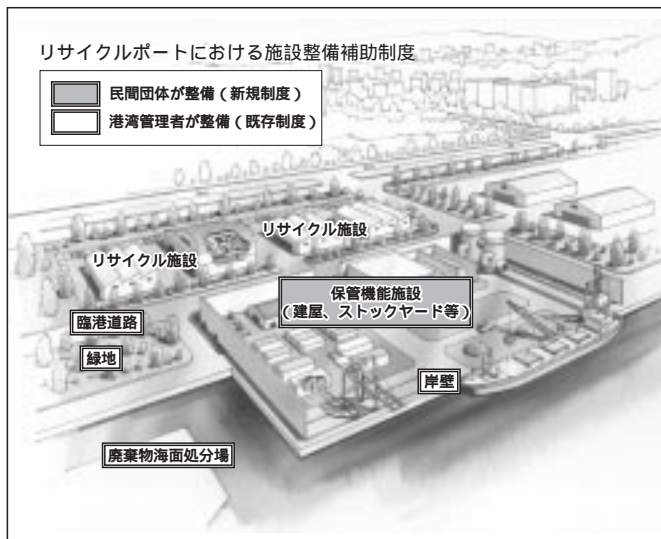 リサイクルポートにおける施設整備補助制度
民間団体が整備（新規制度）
港湾管理者が整備（既存制度）
リサイクル施設
リサイクル施設
保管機能施設
（建屋、ストックヤード等）
臨港道路
緑地
岸壁
廃棄物海面処分場